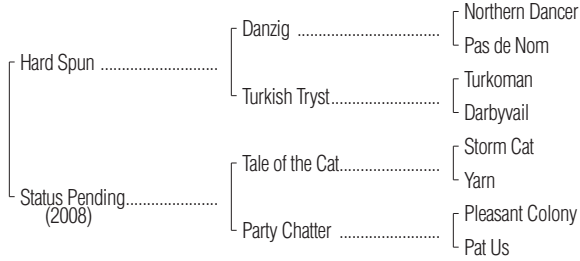 Northern Dancer
Danzig
Pas de Nom
Hard Spun
Turkoman
Turkish Tryst
Darbyvail
Storm Cat
Tale of the Cat
Yarn
Status Pending
(2008)
Pleasant Colony
Party Chatter
Pat Us